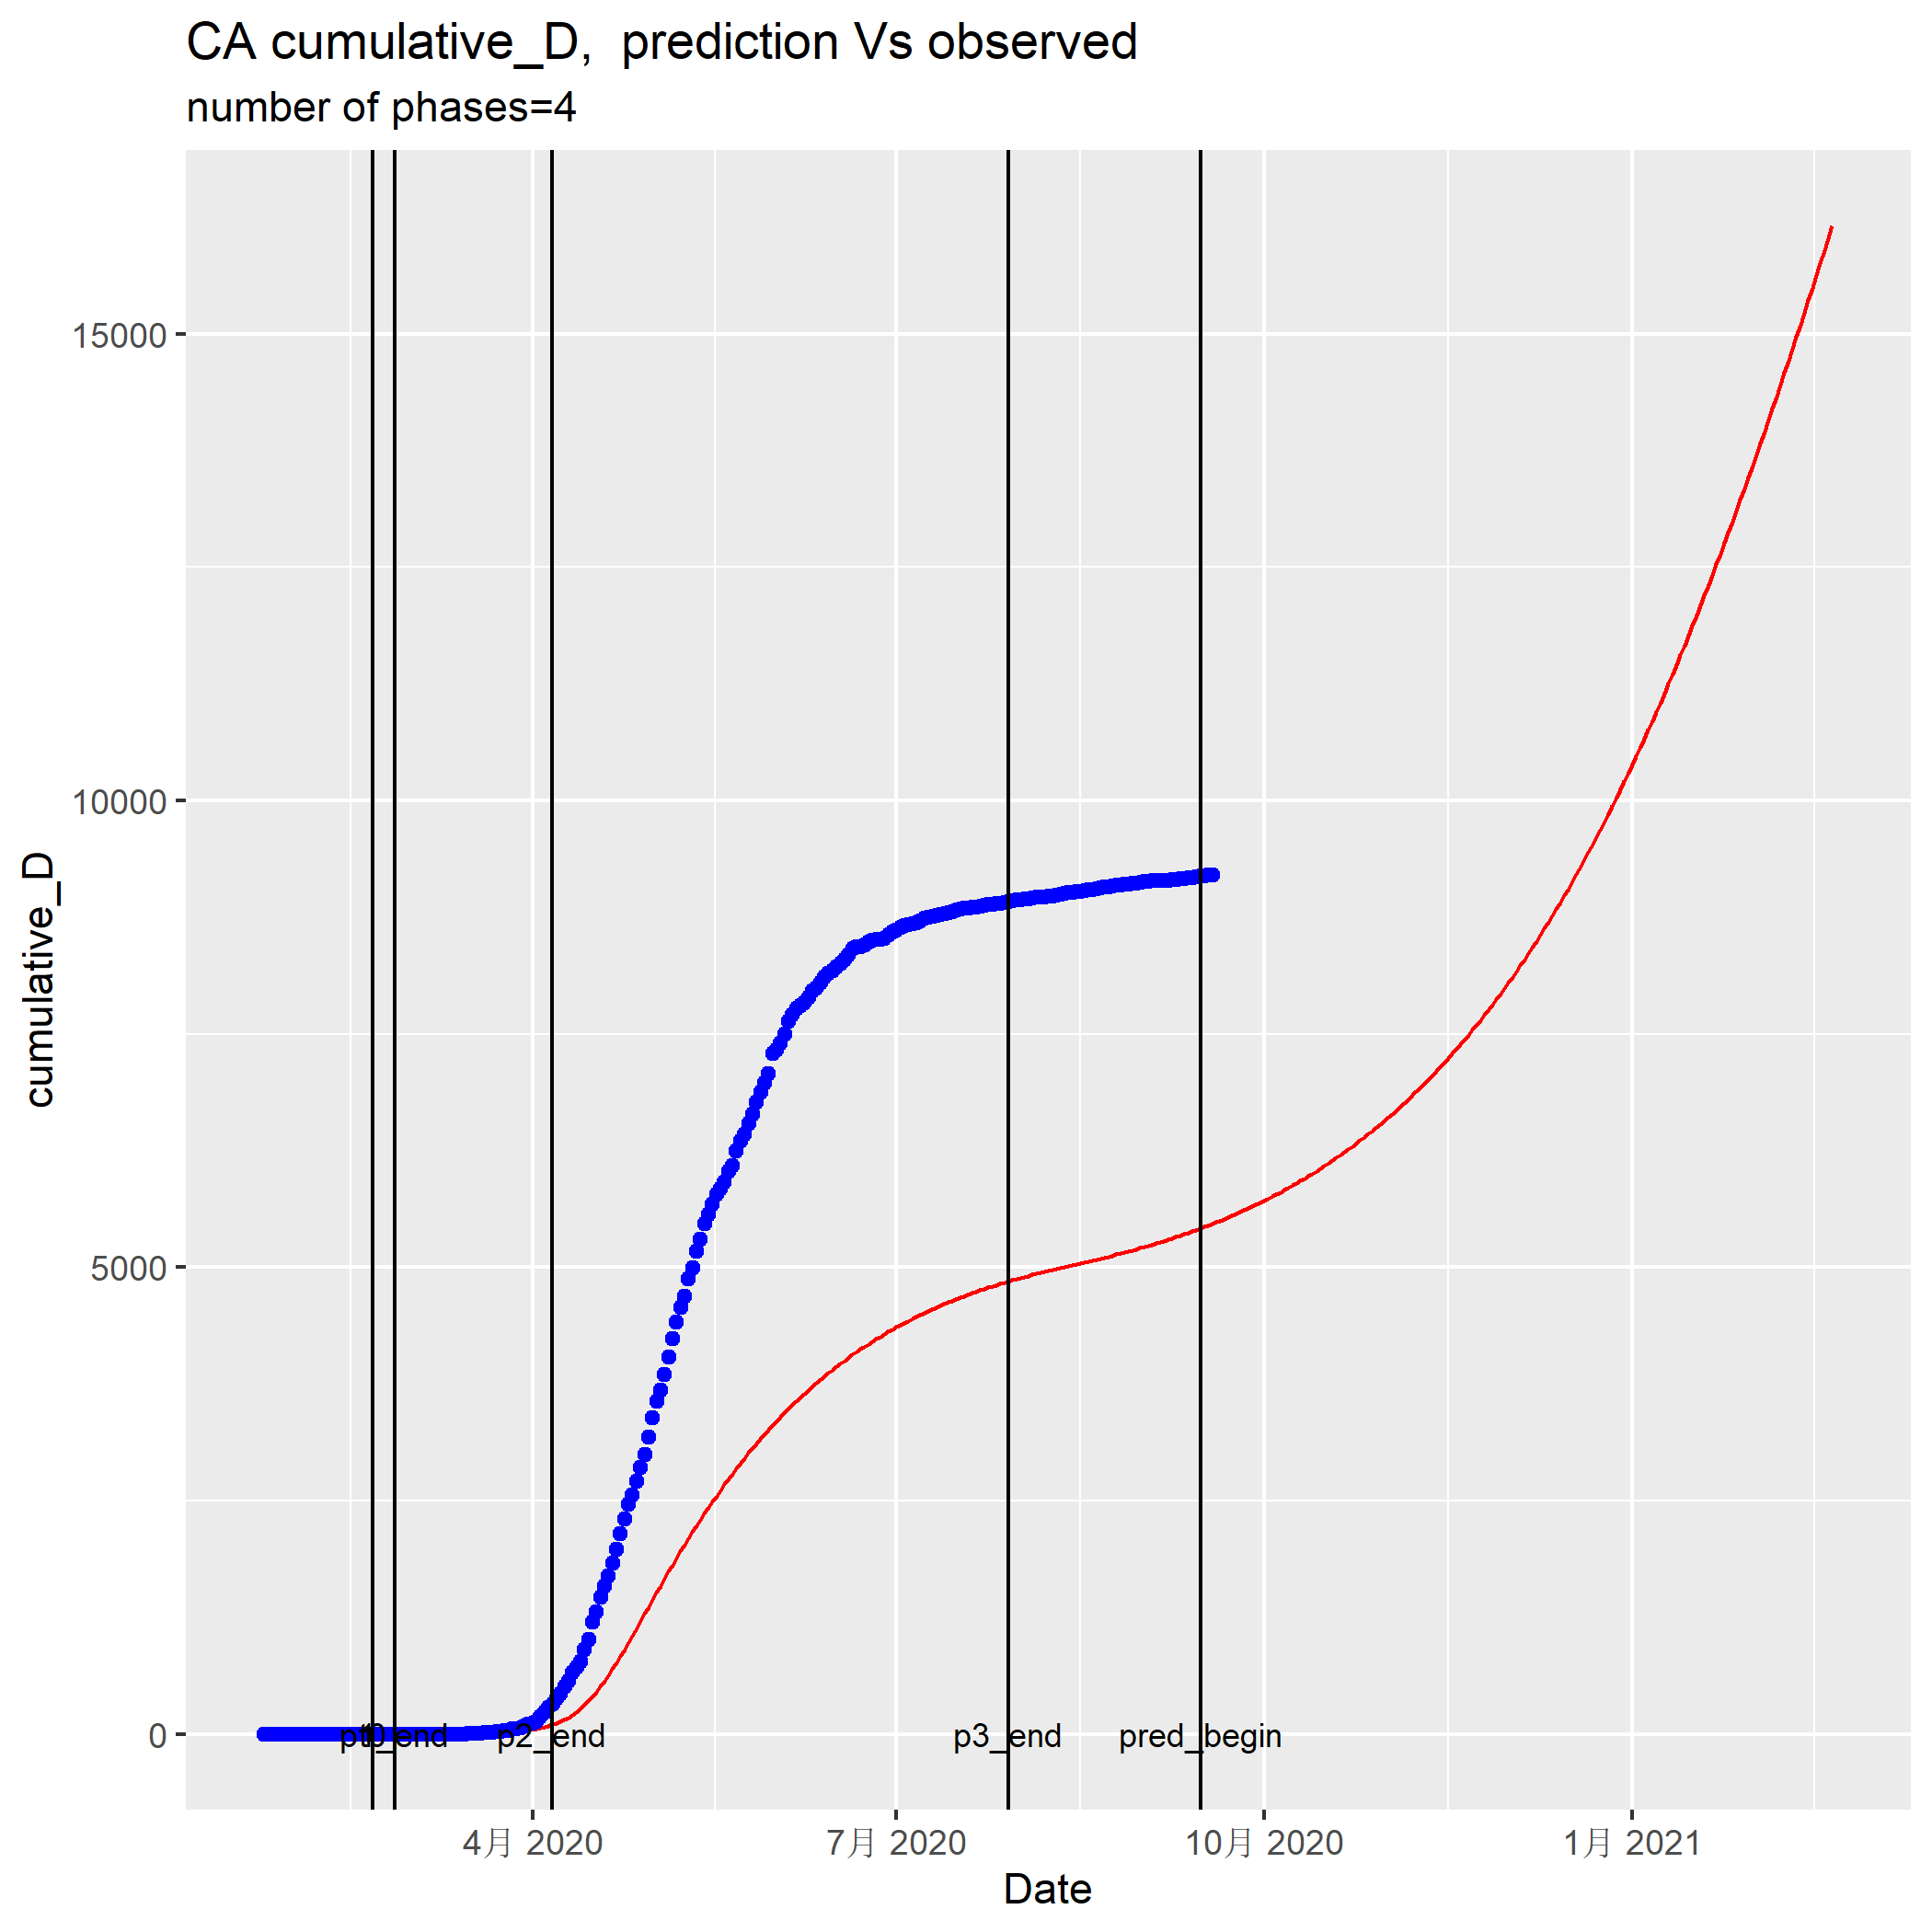 CA cumulative_D,  prediction Vs observed
number of phases=4
cumulative_D
15000
10000
5000
0
p2_end
p3_end
pred_begin
4月 2020
7月 2020
10月 2020
1月 2021
Date